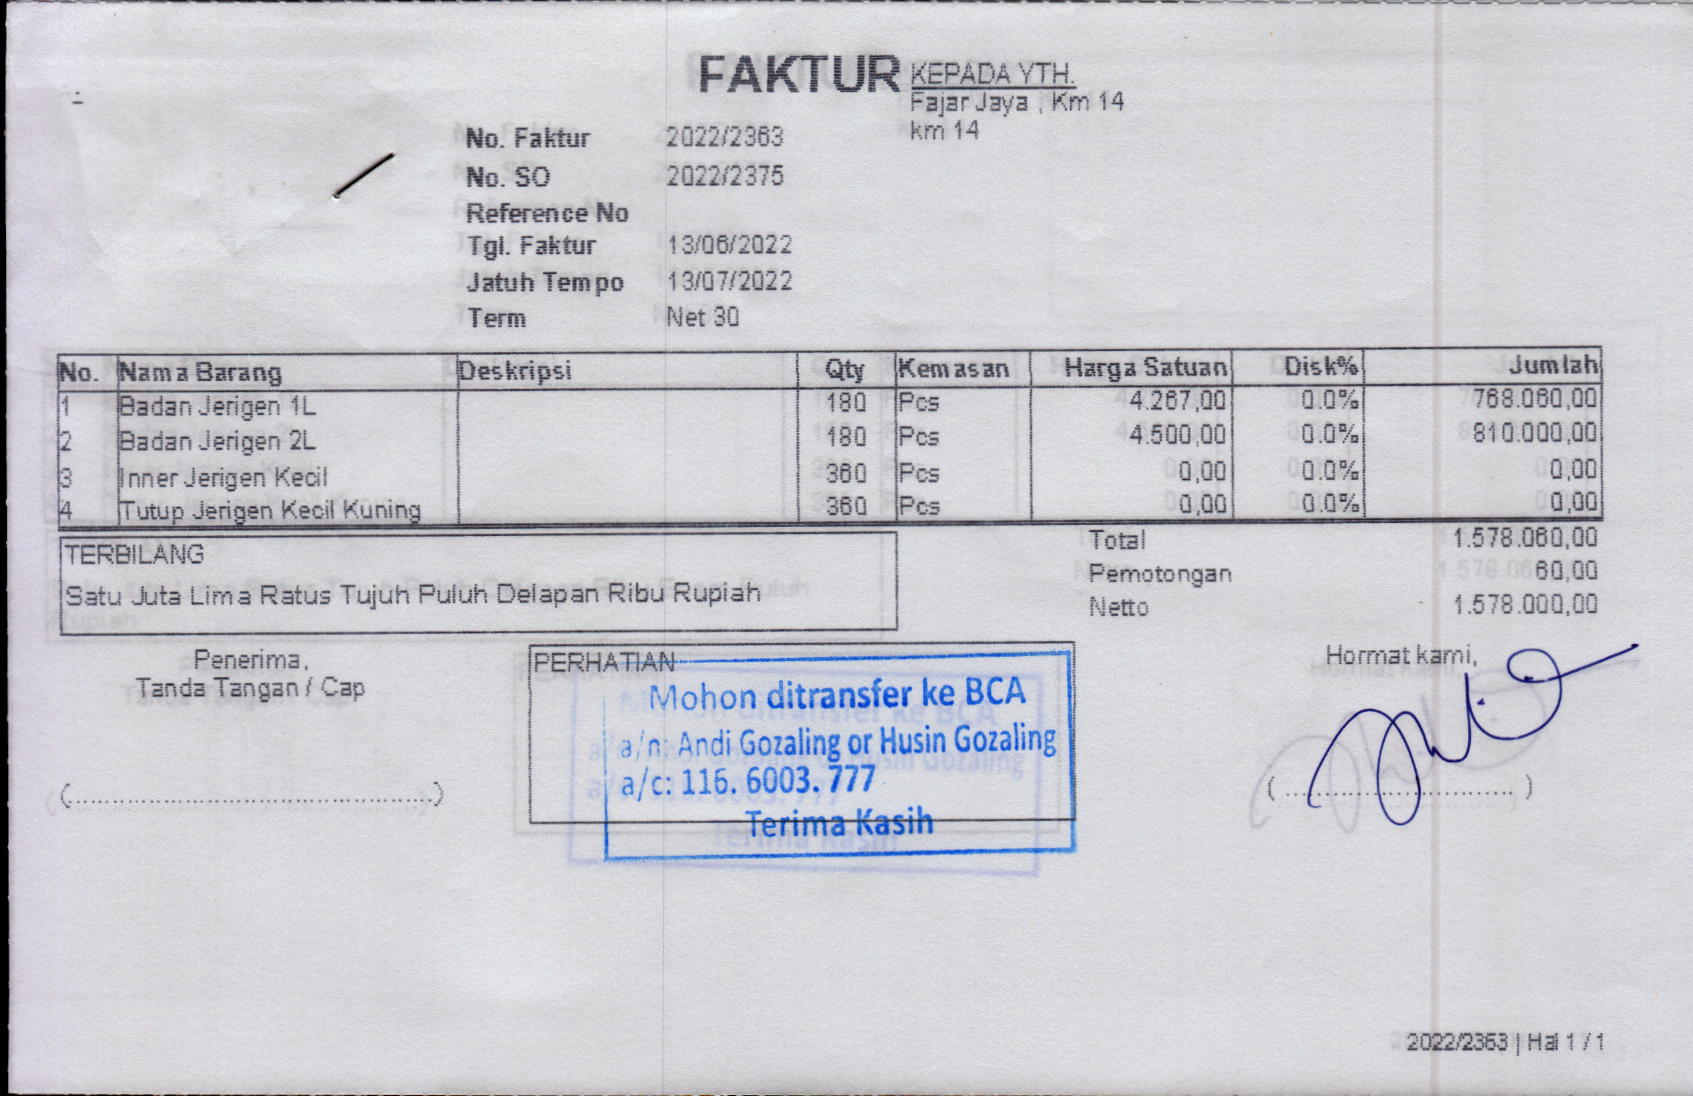 FAKTUR
KEPADA YTH.
Fajar Jaya , Km 14
km 14
No. Faktur 2022/2363
No. SO 2022/2375
Reference No
Tgl. Faktur 13/06/2022
Jatuh Tempo 13/07/2022
Term Net 30
No. Nama Barang Deskripsi Qty Kemasan Harga Satuan Disk% Jumlah
1 Badan Jerigen 1L 180 Pcs 4.267,00 0.0% 768.060,00
2 Badan Jerigen 2L 180 Pcs 4.500,00 0.0% 810.000,00
3 Inner Jerigen Kecil 360 Pcs 0,00 0.0% 0,00
4 Tutup Jerigen Kecil Kuning 360 Pcs 0,00 0.0% 0,00
Total 1.578.060,00
Pemotongan 60,00
Netto 1.578.000,00
TERBILANG
Satu Juta Lima Ratus Tujuh Puluh Delapan Ribu Rupiah
Penerima,
Tanda Tangan / Cap
(................................................)
PERHATIAN
Mohon ditransfer ke BCA
a/n: Andi Gozaling or Husin Gozaling
a/c: 116. 6003. 777
Terima Kasih
Hormat kami,
( ................................ )
2022/2363 | Hal 1 / 1